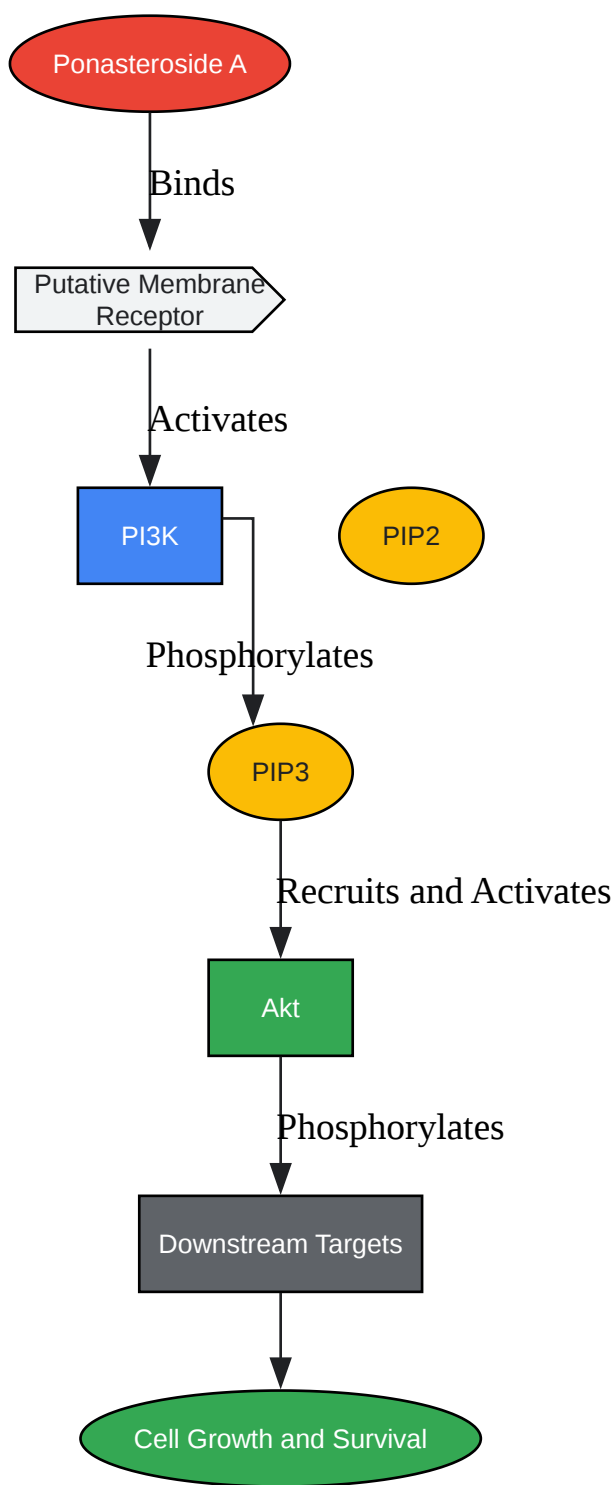 Ponasteroside A
Binds
Putative Membrane
Receptor
Activates
PI3K
PIP2
Phosphorylates
PIP3
Recruits and Activates
Akt
Phosphorylates
Downstream Targets
Cell Growth and Survival